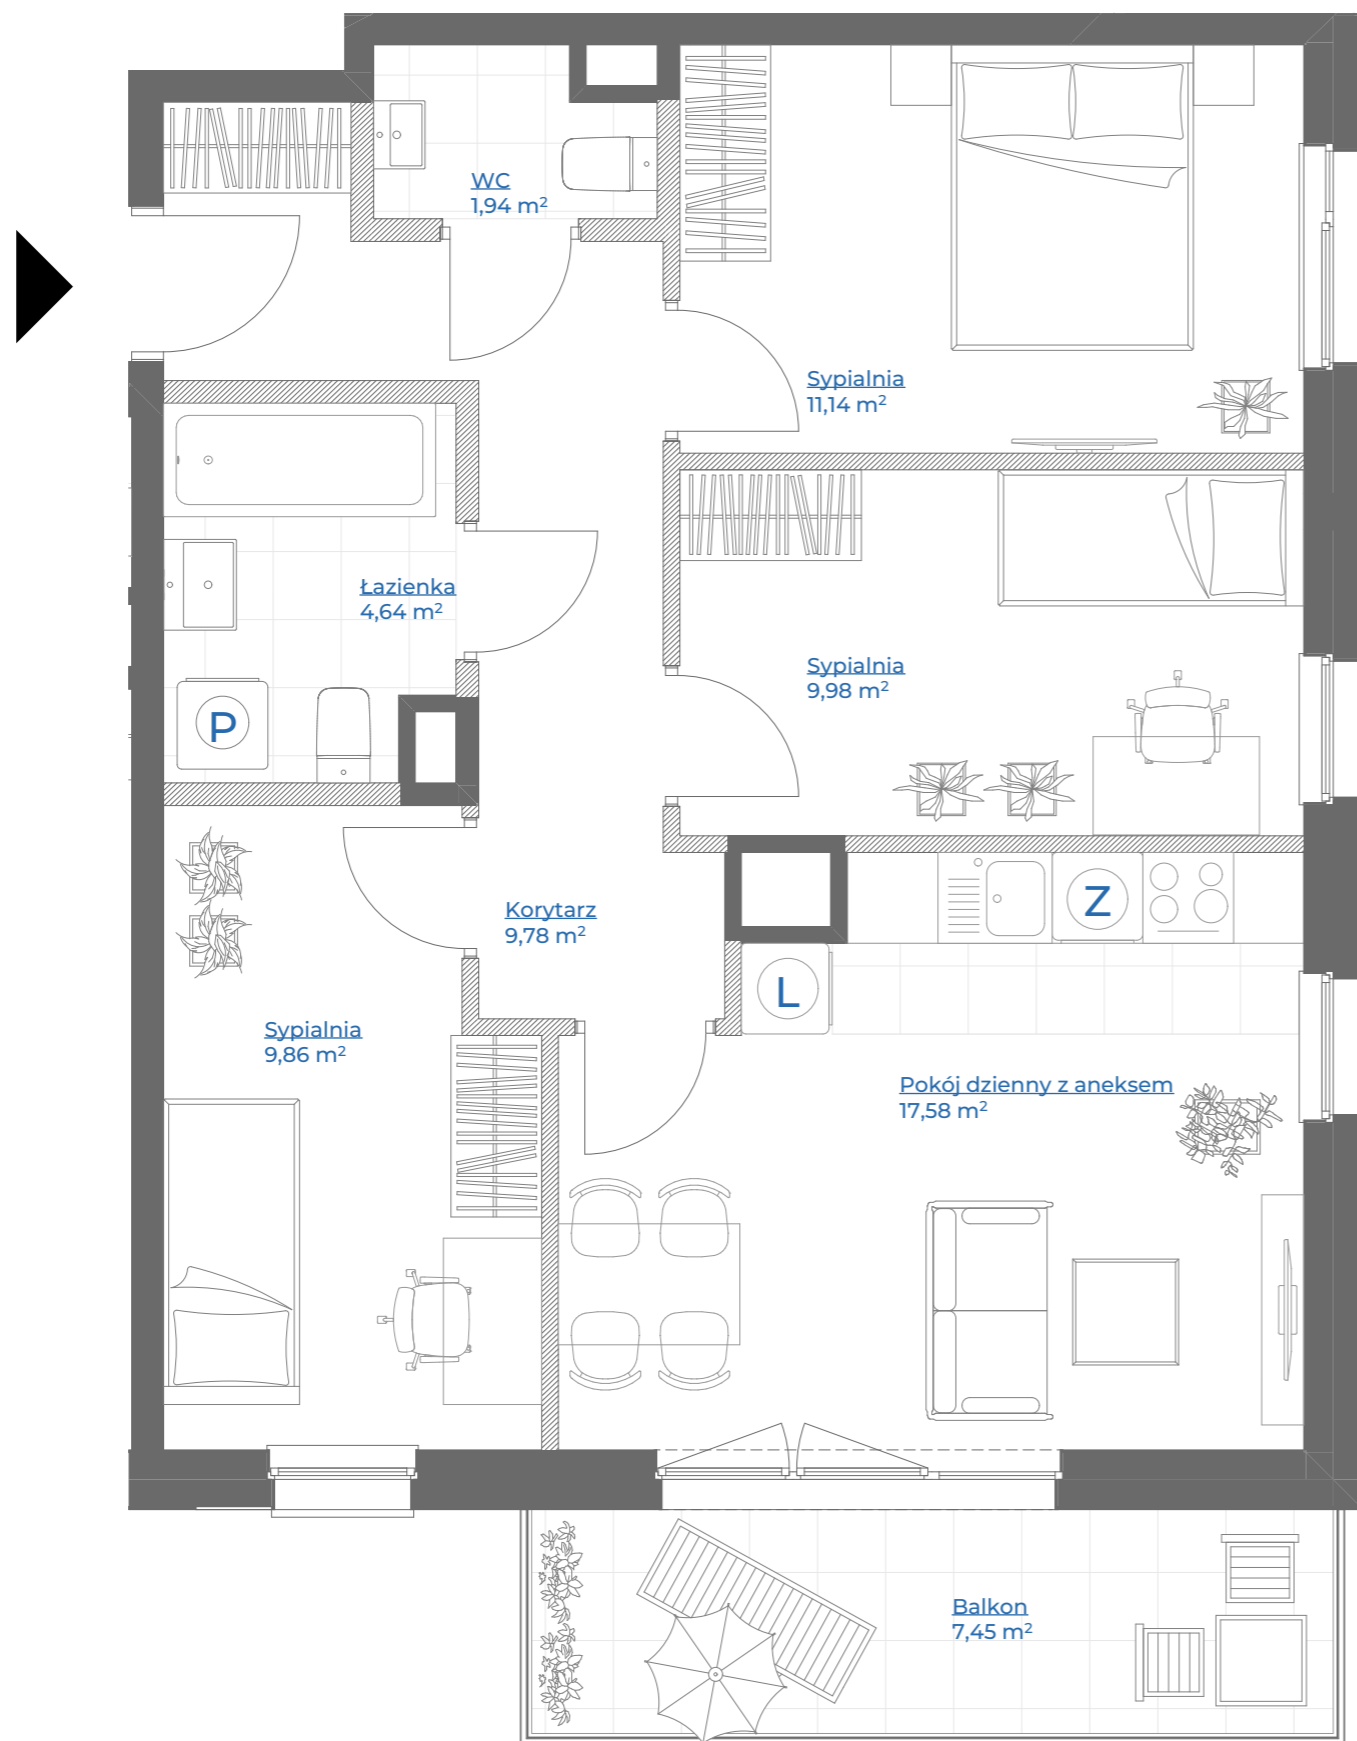 WC
1,94 m²
Sypialnia
11,14 m²
Łazienka
4,64 m²
Sypialnia
9,98 m²
P
Korytarz
9,78 m²
Z
L
Sypialnia
9,86 m²
Pokój dzienny z aneksem
17,58 m²
Balkon
7,45 m²